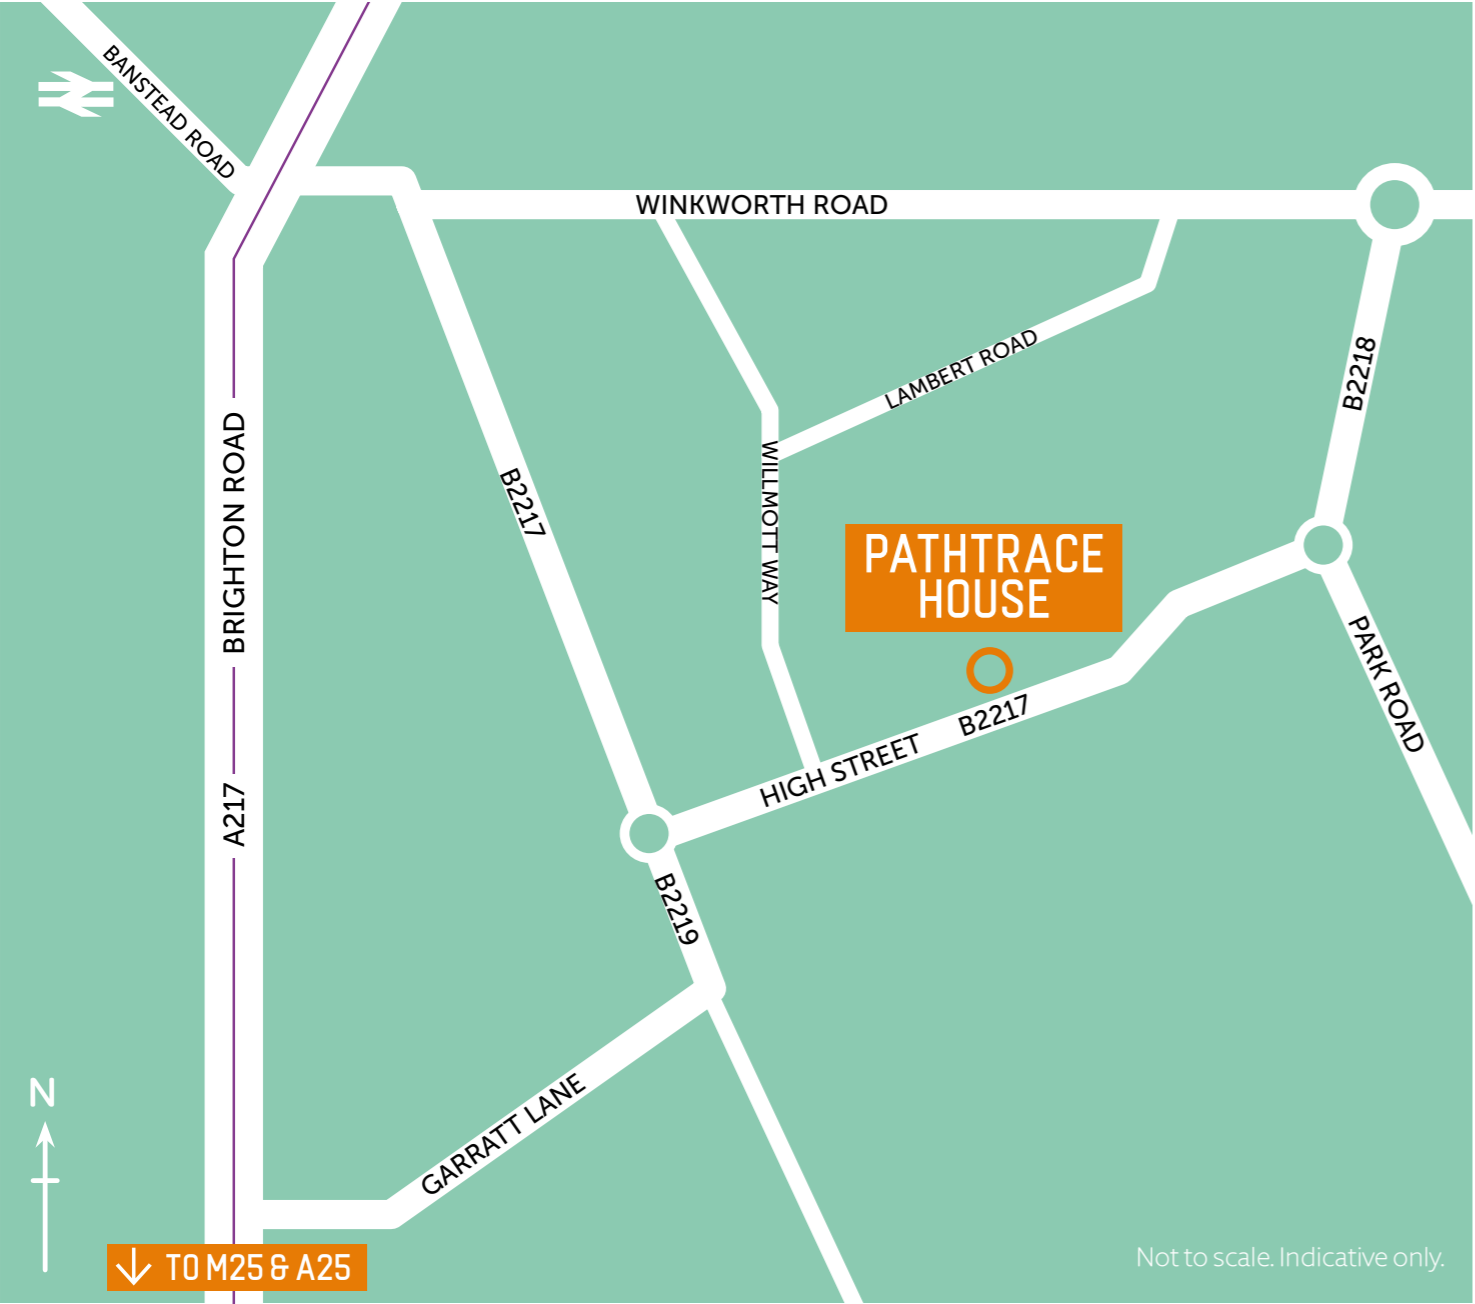 BANSTEAD ROAD
WINKWORTH ROAD
LAMBERT ROAD
B2218
BRIGHTON ROAD
B2217
WILLMOTT WAY
PATHTRACE
HOUSE
PARK ROAD
B2217
HIGH STREET
A217
B2219
GARRATT LANE
N
TO M25 & A25
Not to scale. Indicative only.